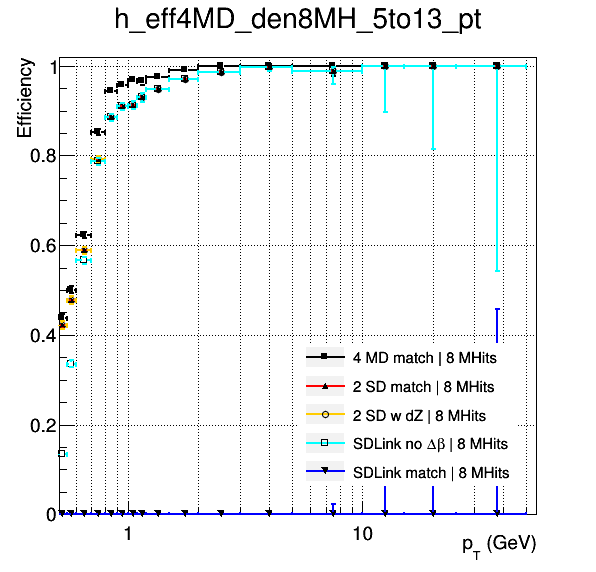 h_eff4MD_den8MH_5to13_pt
Efficiency
1
0.8
0.6
0.4
0.2
0
4 MD match | 8 MHits
2 SD match | 8 MHits
2 SD w dZ | 8 MHits
SDLink no Δβ | 8 MHits
SDLink match | 8 MHits
1
10
p_T (GeV)